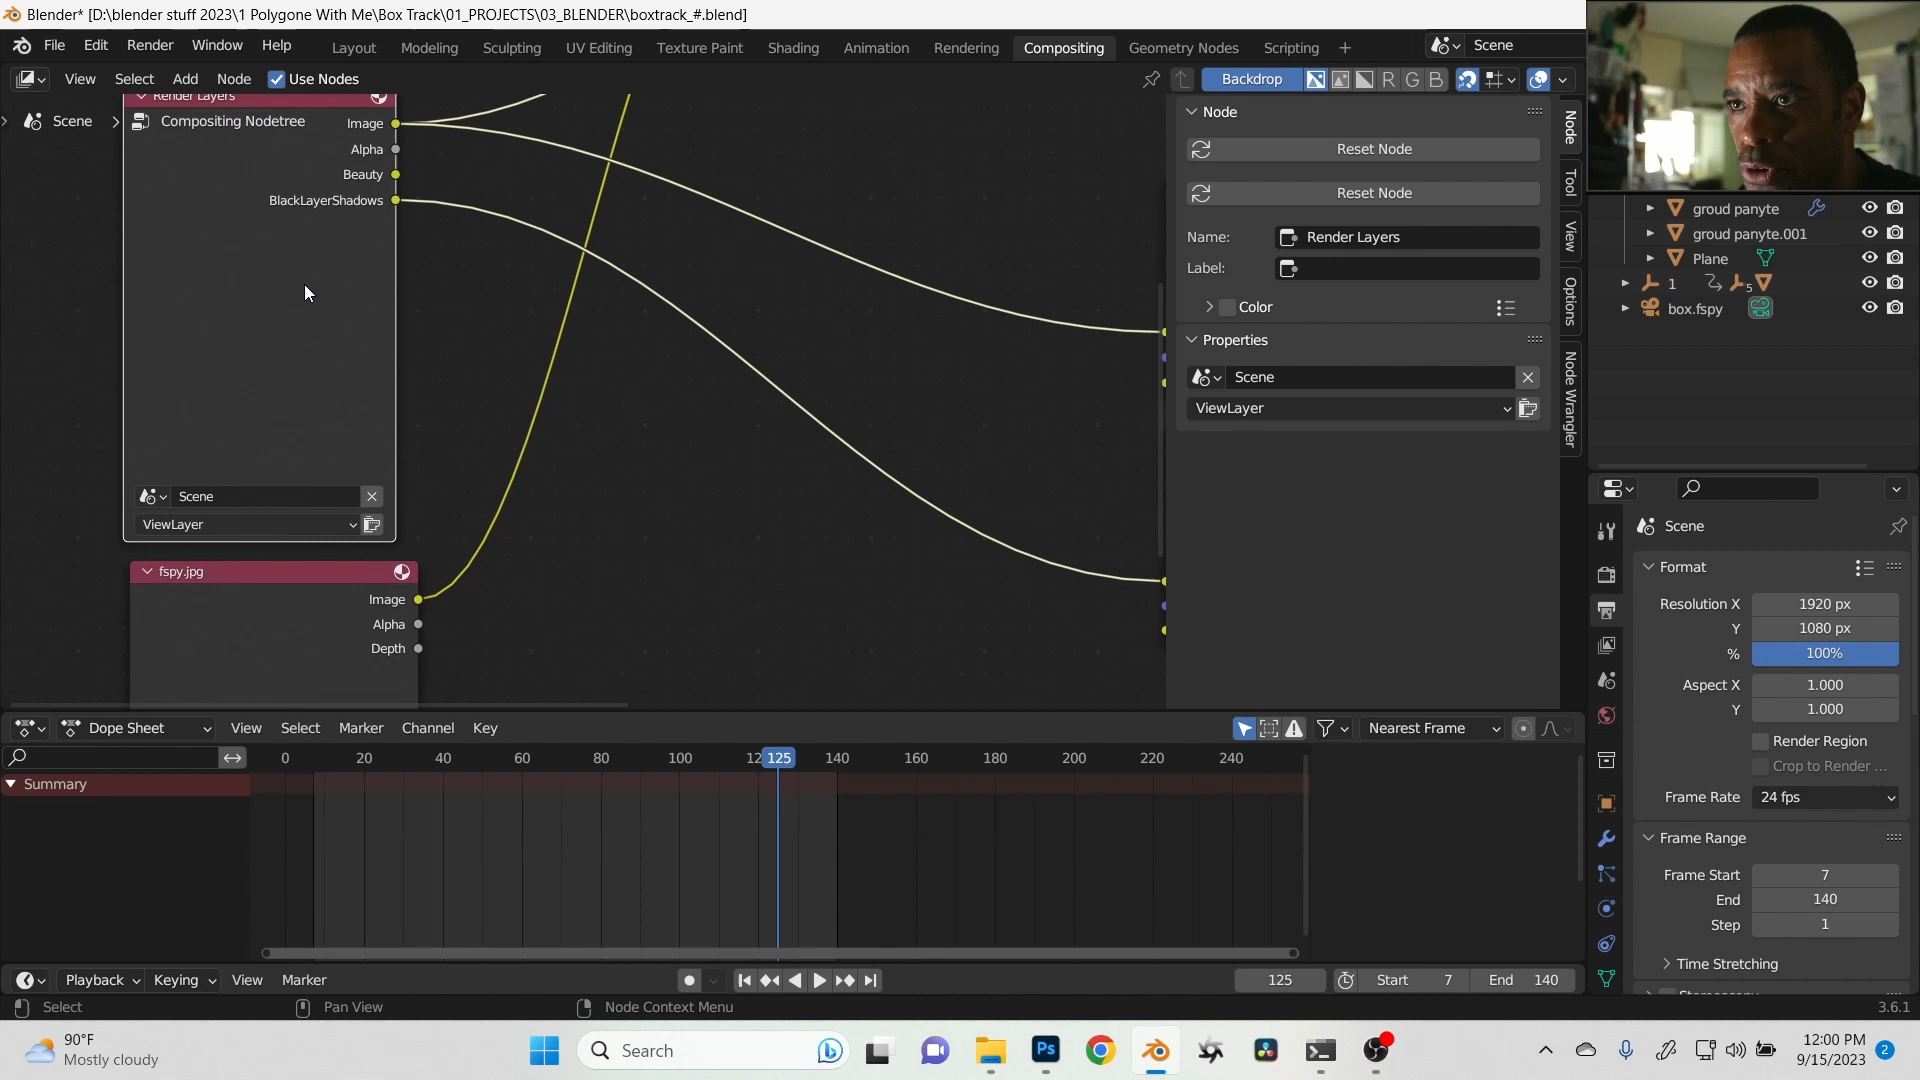 Blender* [D:\blender stuff 2023\1 Polygone With Me\Box Track\01_PROJECTS\03_BLENDER\boxtrack_#.blend]
File Edit Render Window Help Layout Modeling Sculpting UV Editing Texture Paint Shading Animation Rendering Compositing Geometry Nodes Scripting + Scene
View Select Add Node Use Nodes Backdrop R G B
Render Layers
Scene > Compositing Nodetree
Image
Alpha
Beauty
BlackLayerShadows
Scene
ViewLayer
fspy.jpg
Image
Alpha
Depth
Node
Reset Node
Reset Node
Name: Render Layers
Label:
Color
Properties
Scene
ViewLayer
Node
Tool
View
Options
Node Wrangler
groud panyte
groud panyte.001
Plane
1 5
box.fspy
Scene
Format
Resolution X 1920 px
Y 1080 px
% 100%
Aspect X 1.000
Y 1.000
Render Region
Crop to Render ...
Frame Rate 24 fps
Frame Range
Frame Start 7
End 140
Step 1
Time Stretching
Dope Sheet View Select Marker Channel Key Nearest Frame
0 20 40 60 80 100 12 125 140 160 180 200 220 240
Summary
Playback Keying View Marker 125 Start 7 End 140
Select Pan View Node Context Menu 3.6.1
90°F
Mostly cloudy
Search
Ps
12:00 PM
9/15/2023
2